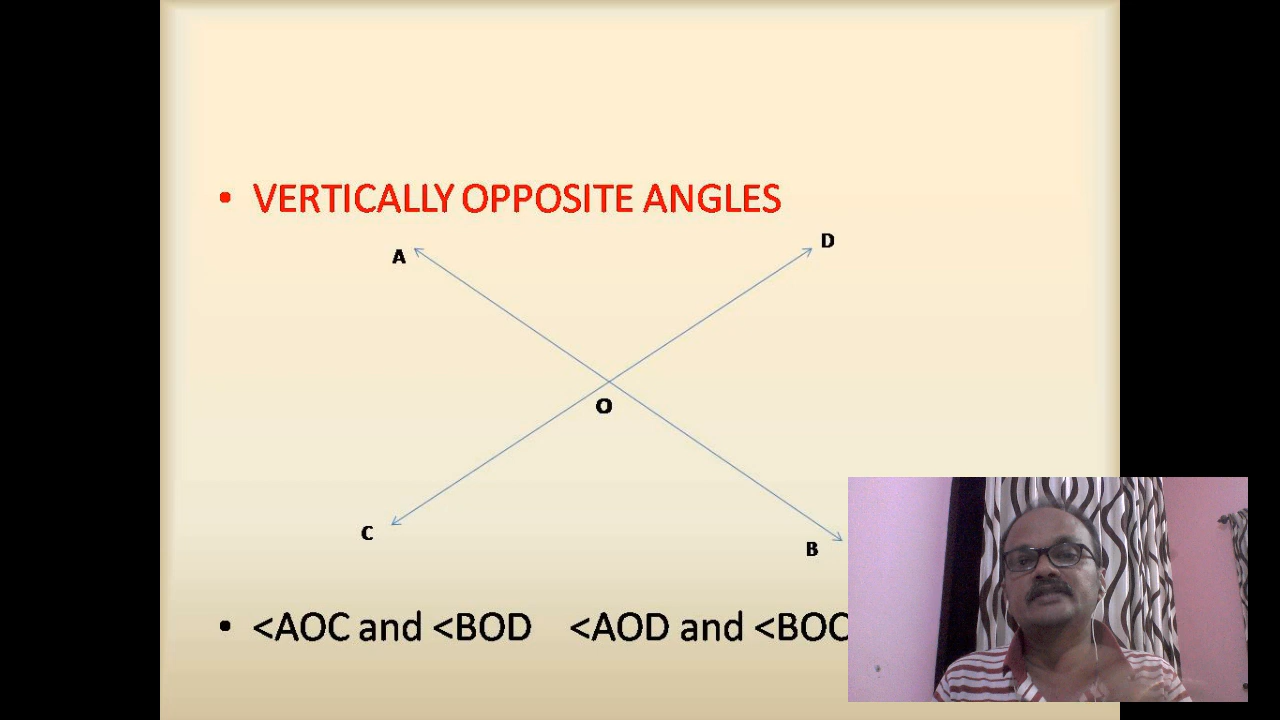 • VERTICALLY OPPOSITE ANGLES
A
D
O
C
B
• <AOC and <BOD <AOD and <BOC